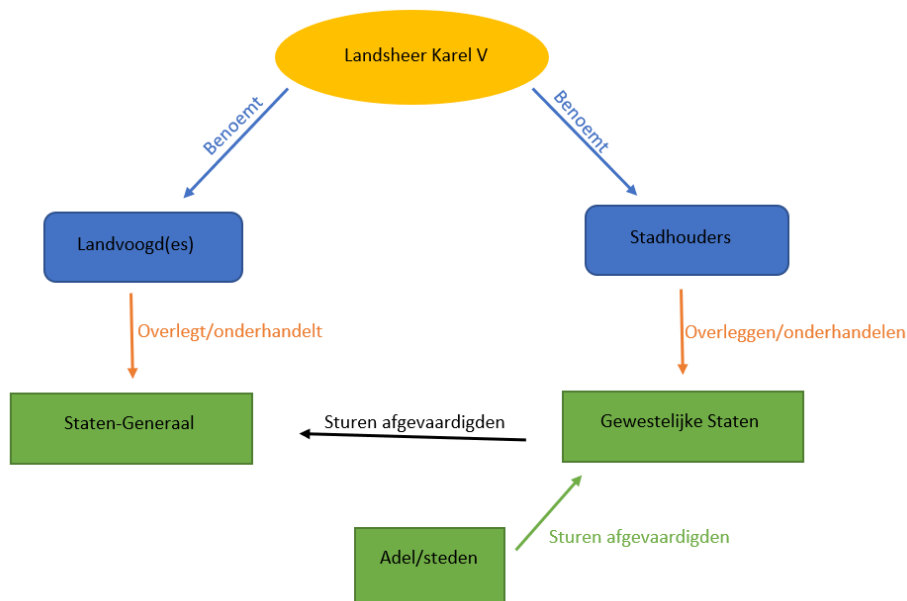 Landsheer Karel V
Benoemt
Benoemt
Landvoogd(es)
Stadhouders
Overlegt/onderhandelt
Overleggen/onderhandelen
Staten-Generaal
Sturen afgevaardigden
Gewestelijke Staten
Adel/steden
Sturen afgevaardigden